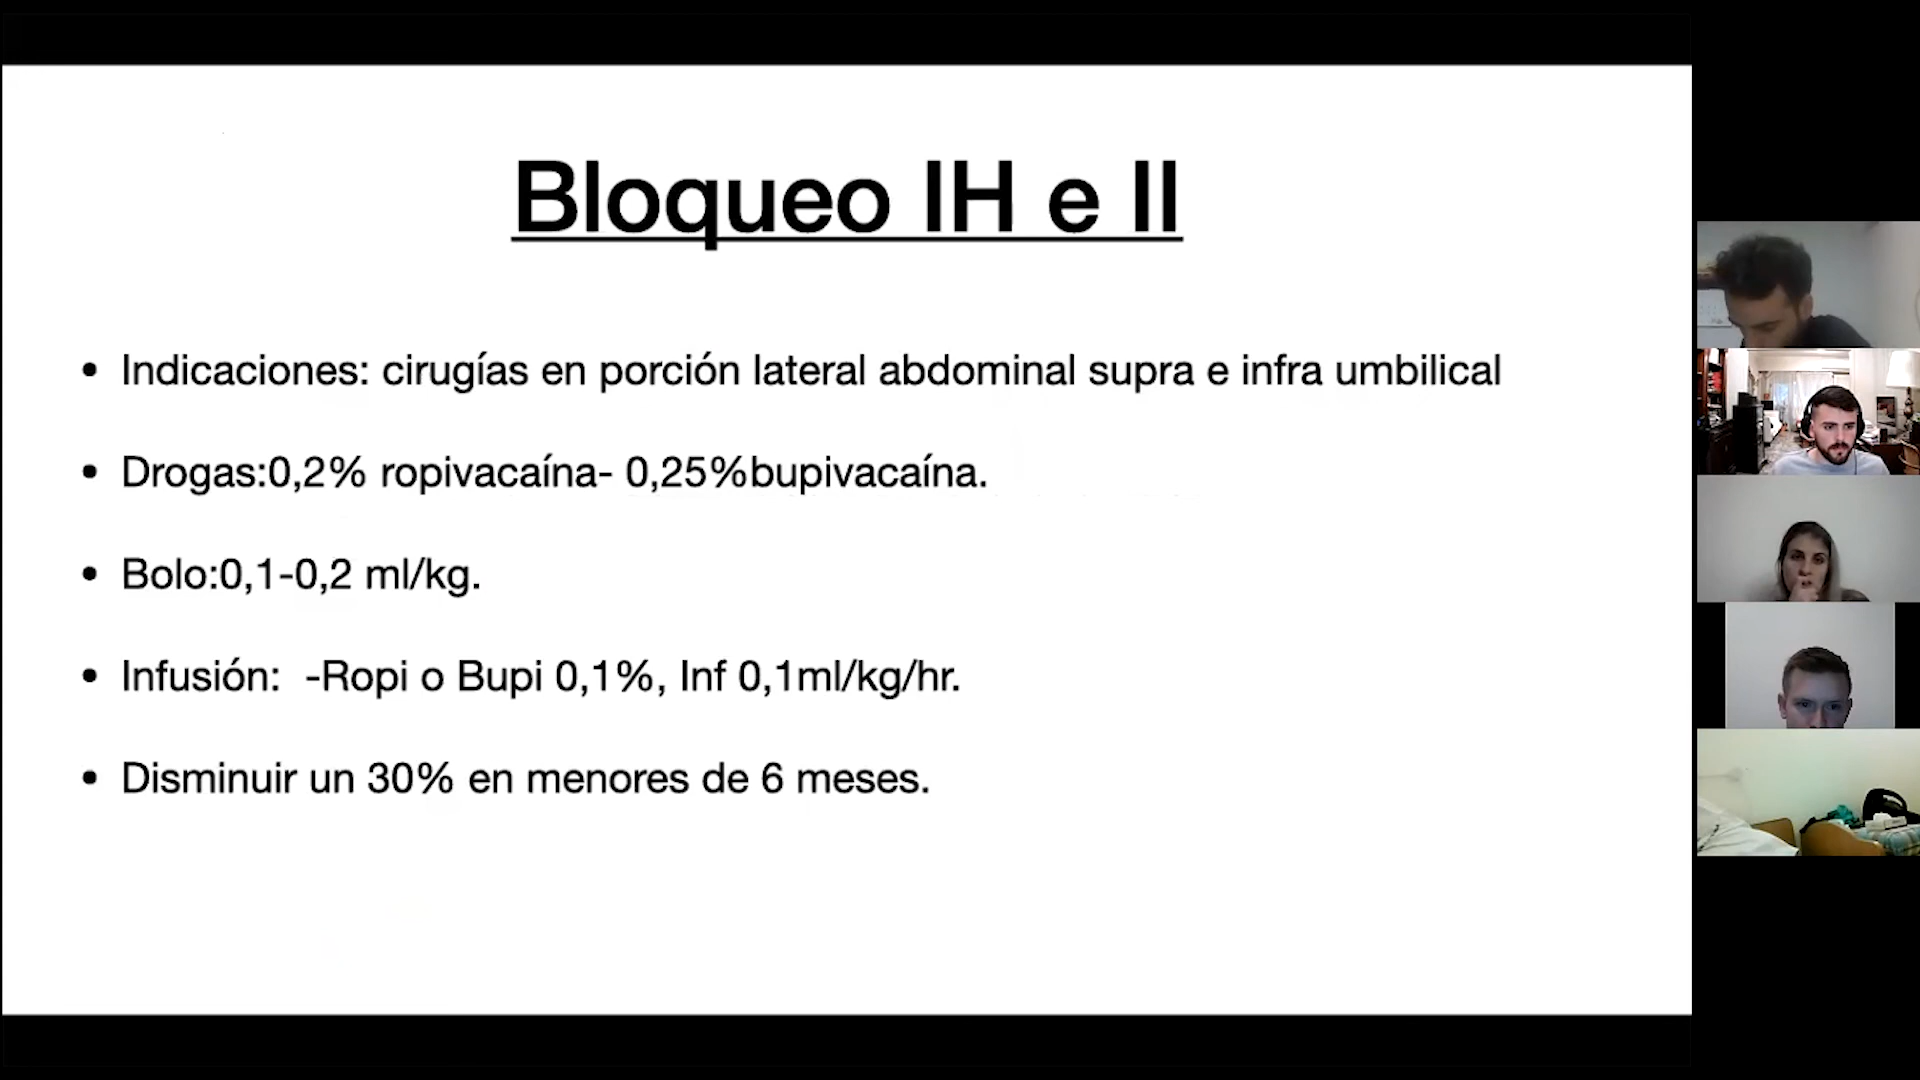 Bloqueo IH e II
• Indicaciones: cirugías en porción lateral abdominal supra e infra umbilical
• Drogas:0,2% ropivacaína- 0,25%bupivacaína.
• Bolo:0,1-0,2 ml/kg.
• Infusión:  -Ropi o Bupi 0,1%, Inf 0,1ml/kg/hr.
• Disminuir un 30% en menores de 6 meses.